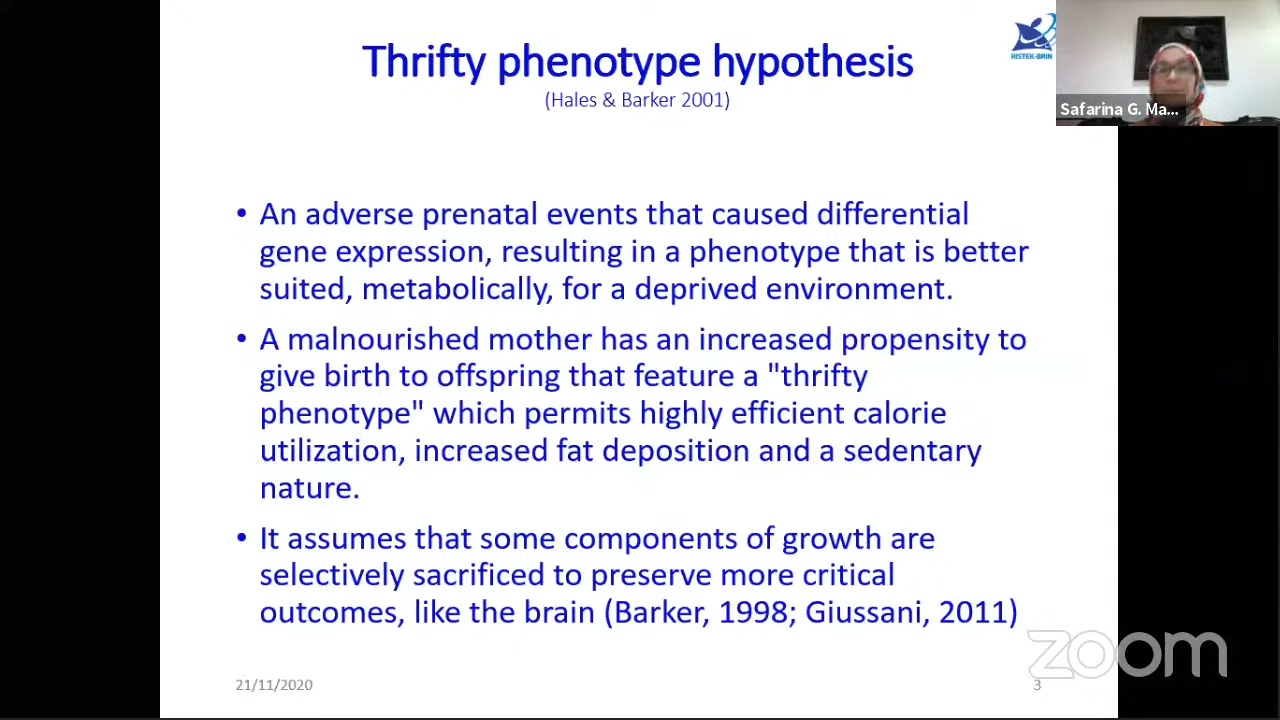 Thrifty phenotype hypothesis
(Hales & Barker 2001)
RISTEK-BRIN
Safarina G. Ma...
• An adverse prenatal events that caused differential
gene expression, resulting in a phenotype that is better
suited, metabolically, for a deprived environment.
• A malnourished mother has an increased propensity to
give birth to offspring that feature a "thrifty
phenotype" which permits highly efficient calorie
utilization, increased fat deposition and a sedentary
nature.
• It assumes that some components of growth are
selectively sacrificed to preserve more critical
outcomes, like the brain (Barker, 1998; Giussani, 2011)
zoom
21/11/2020
3